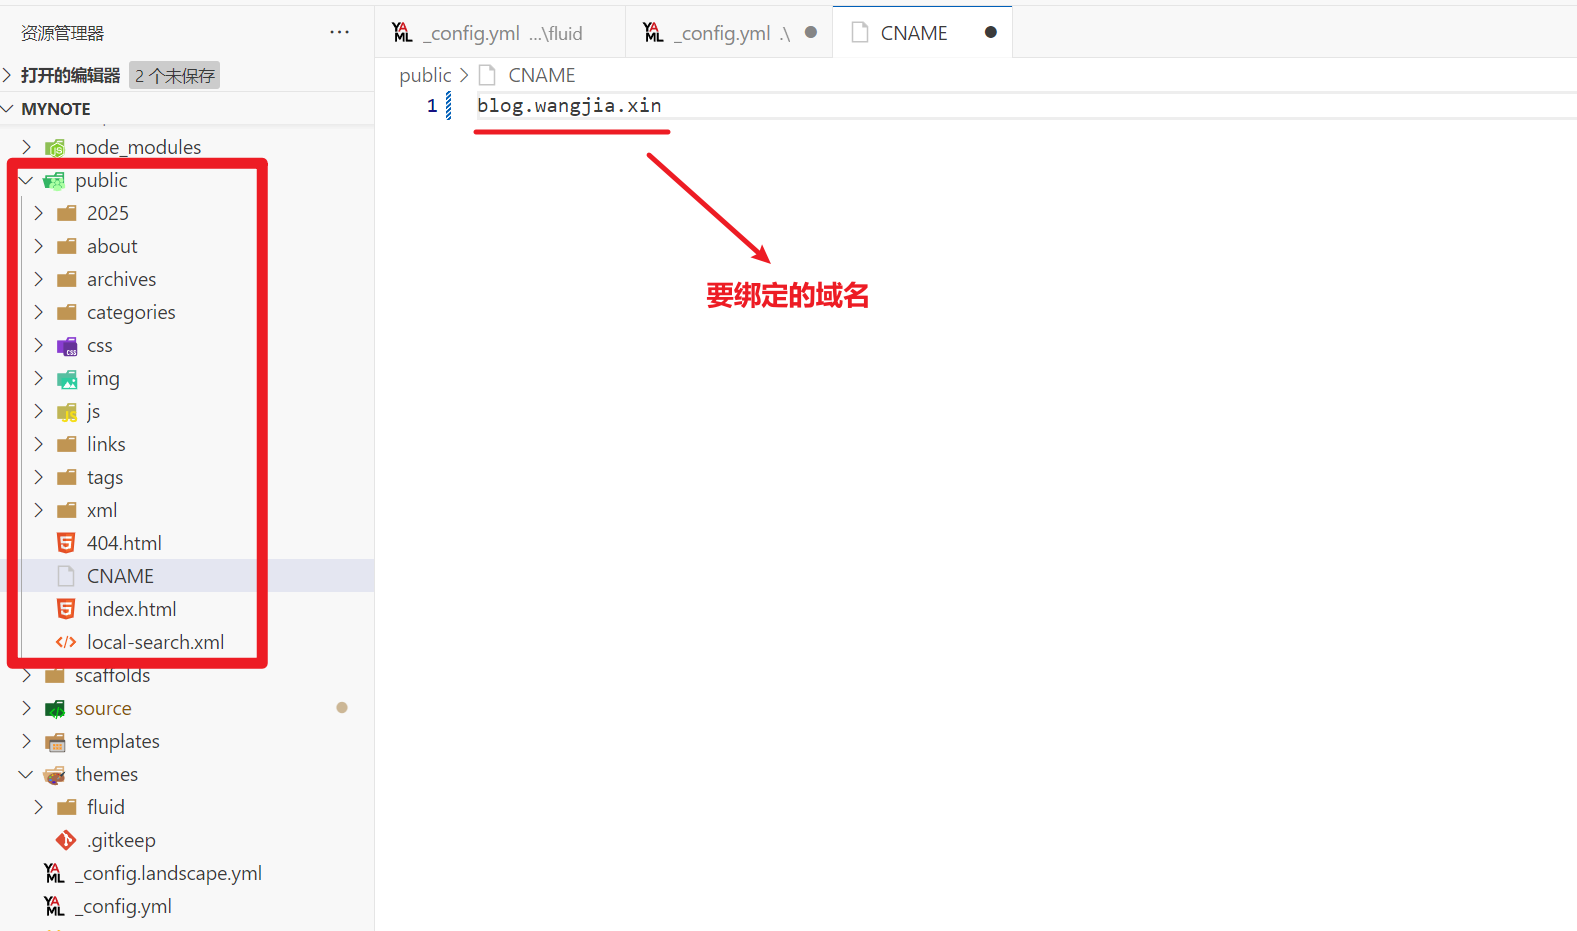 资源管理器
_config.yml ...\fluid
_config.yml .\
CNAME
打开的编辑器 2 个未保存
public > CNAME
MYNOTE
1 blog.wangjia.xin
node_modules
public
2025
about
要绑定的域名
archives
categories
css
img
js
links
tags
xml
404.html
CNAME
index.html
local-search.xml
scaffolds
source
templates
themes
fluid
.gitkeep
_config.landscape.yml
_config.yml